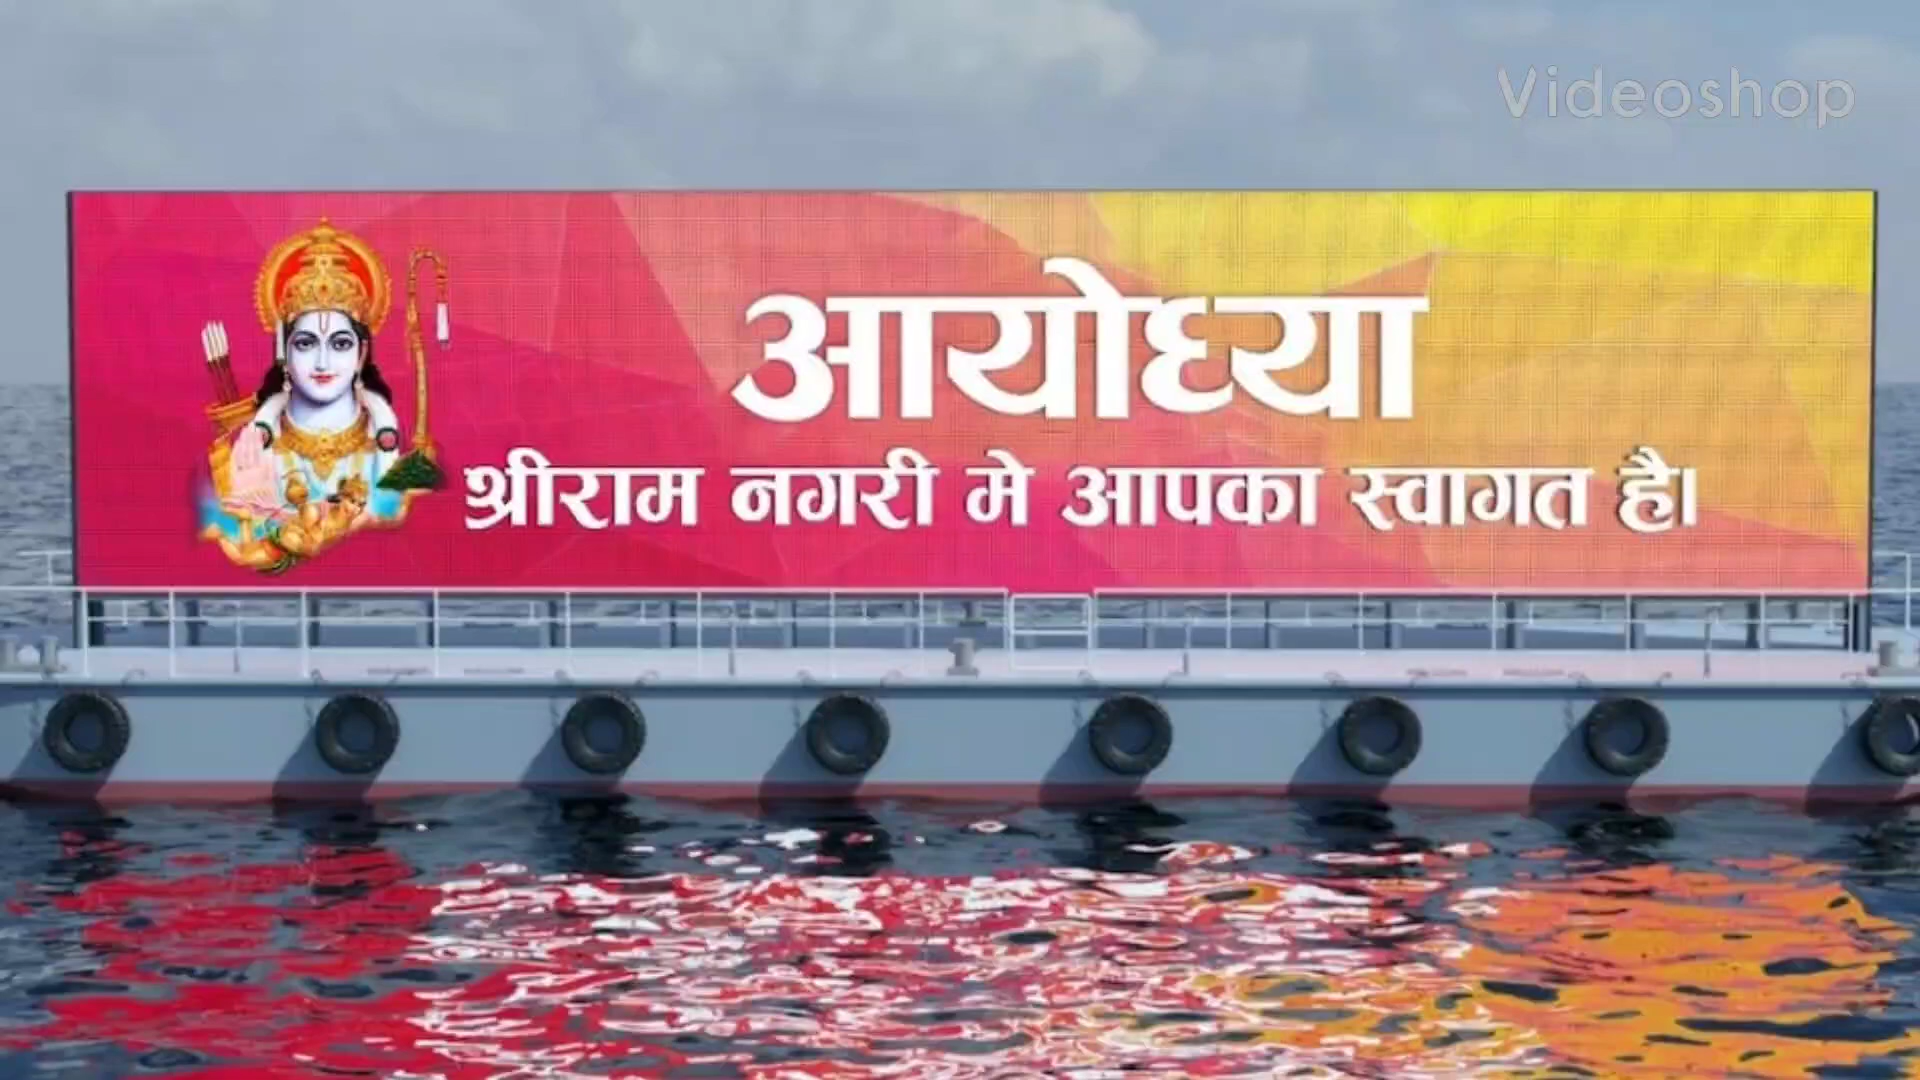 Videoshop
आयोध्या
श्रीराम नगरी मे आपका स्वागत है।